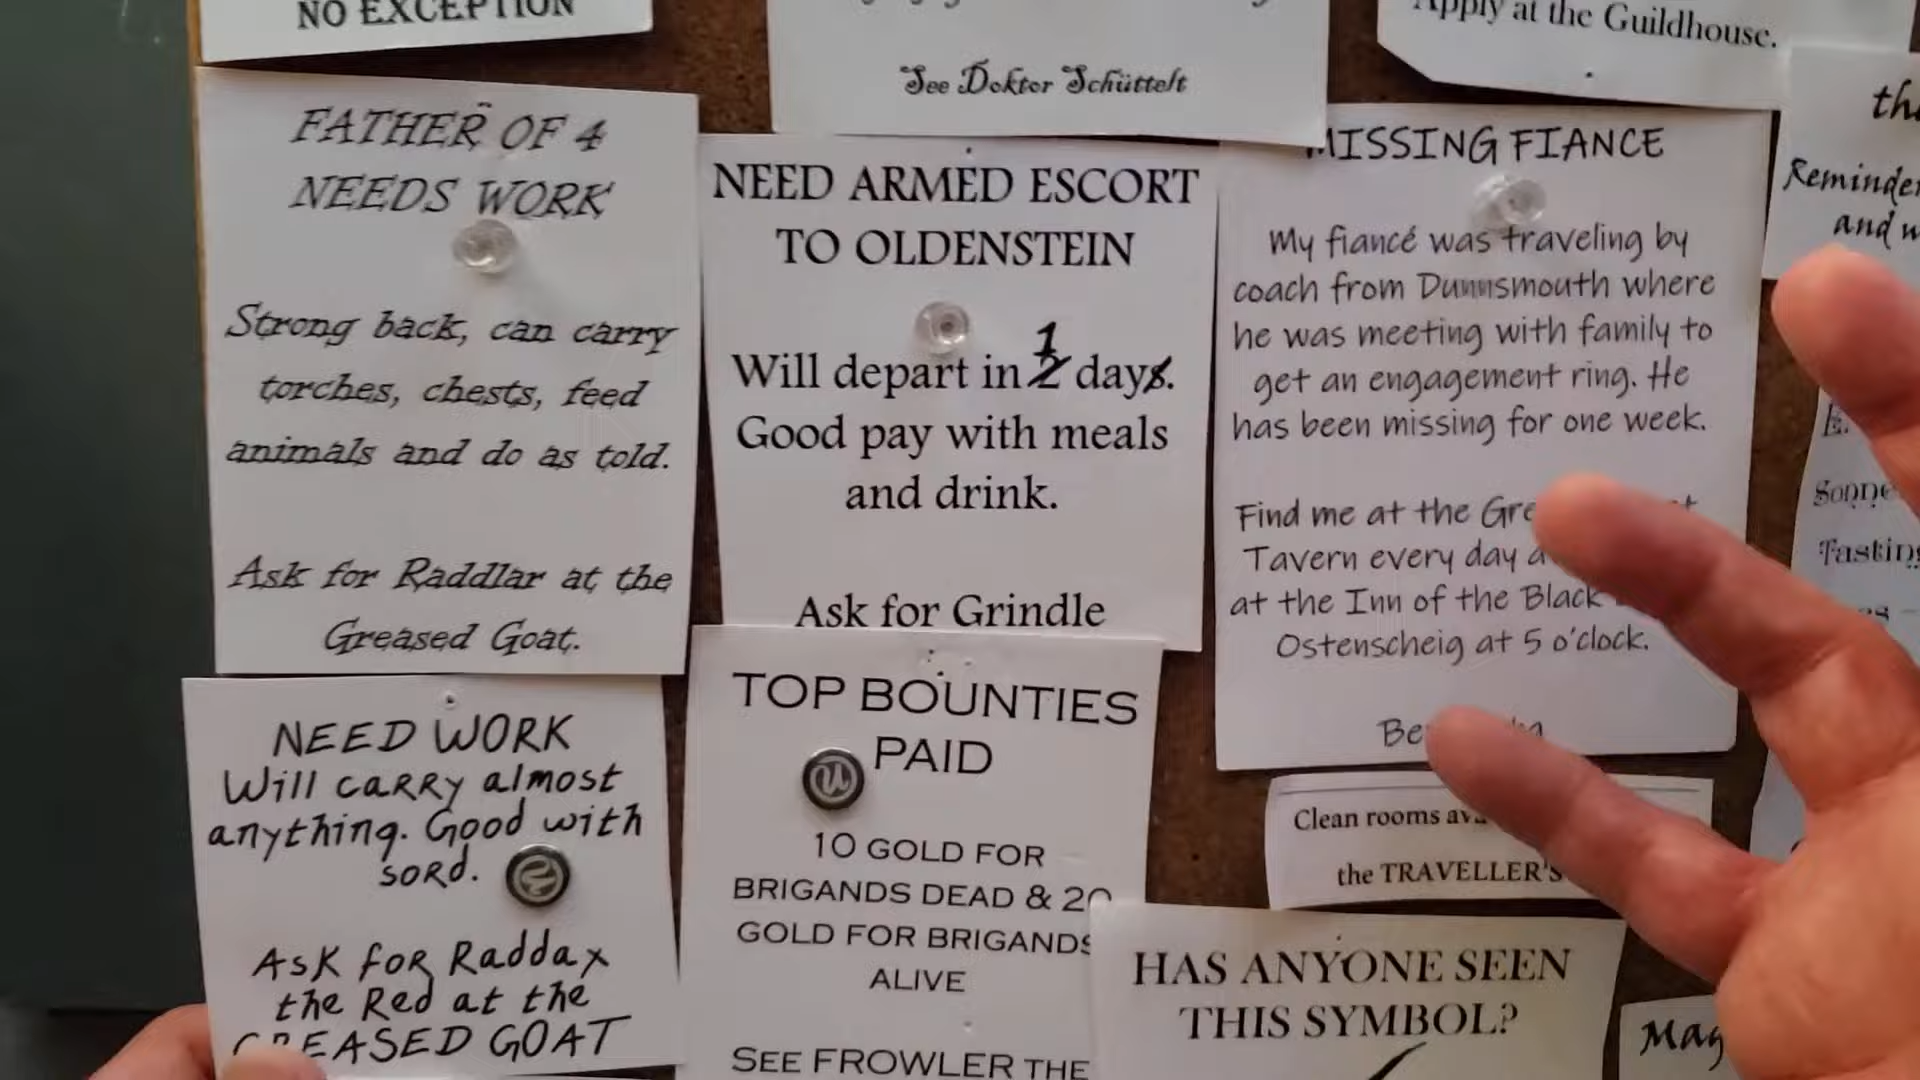 NO EXCEPTION
See Doktor Schüttelt
Apply at the Guildhouse.
FATHER OF 4
NEEDS WORK
Strong back, can carry
torches, chests, feed
animals and do as told.
Ask for Raddlar at the
Greased Goat.
NEED ARMED ESCORT
TO OLDENSTEIN
Will depart in 1 day.
Good pay with meals
and drink.
Ask for Grindle
MISSING FIANCE
My fiancé was traveling by
coach from Dunnsmouth where
he was meeting with family to
get an engagement ring. He
has been missing for one week.
Find me at the
Tavern every day
at the Inn of the Black
Ostenscheig at 5 o'clock.
and
NEED WORK
Will carry almost
anything. Good with
sord.
Ask for Raddax
the Red at the
GREASED GOAT
TOP BOUNTIES
PAID
10 GOLD FOR
BRIGANDS DEAD & 20
GOLD FOR BRIGANDS
ALIVE
SEE FROWLER THE
Clean rooms
the TRAVELLER'S
HAS ANYONE SEEN
THIS SYMBOL?